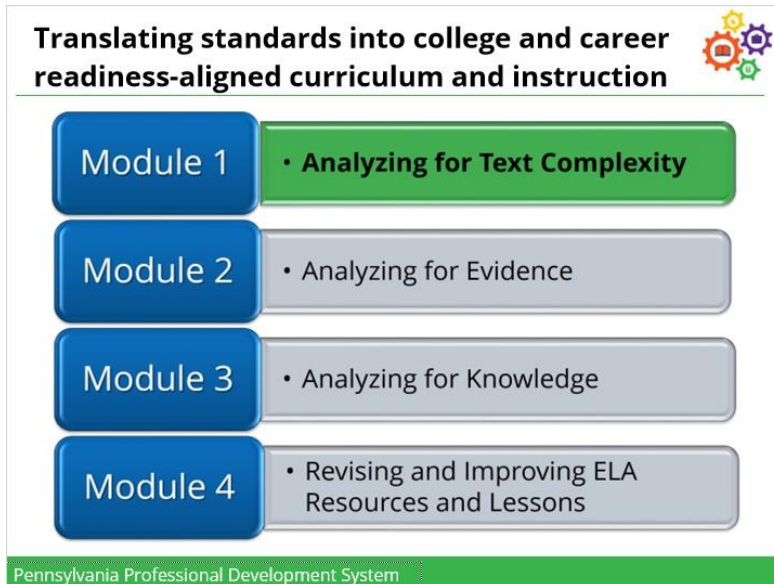 Translating standards into college and career
readiness-aligned curriculum and instruction
Module 1
• Analyzing for Text Complexity
Module 2
• Analyzing for Evidence
Module 3
• Analyzing for Knowledge
Module 4
• Revising and Improving ELA
Resources and Lessons
Pennsylvania Professional Development System